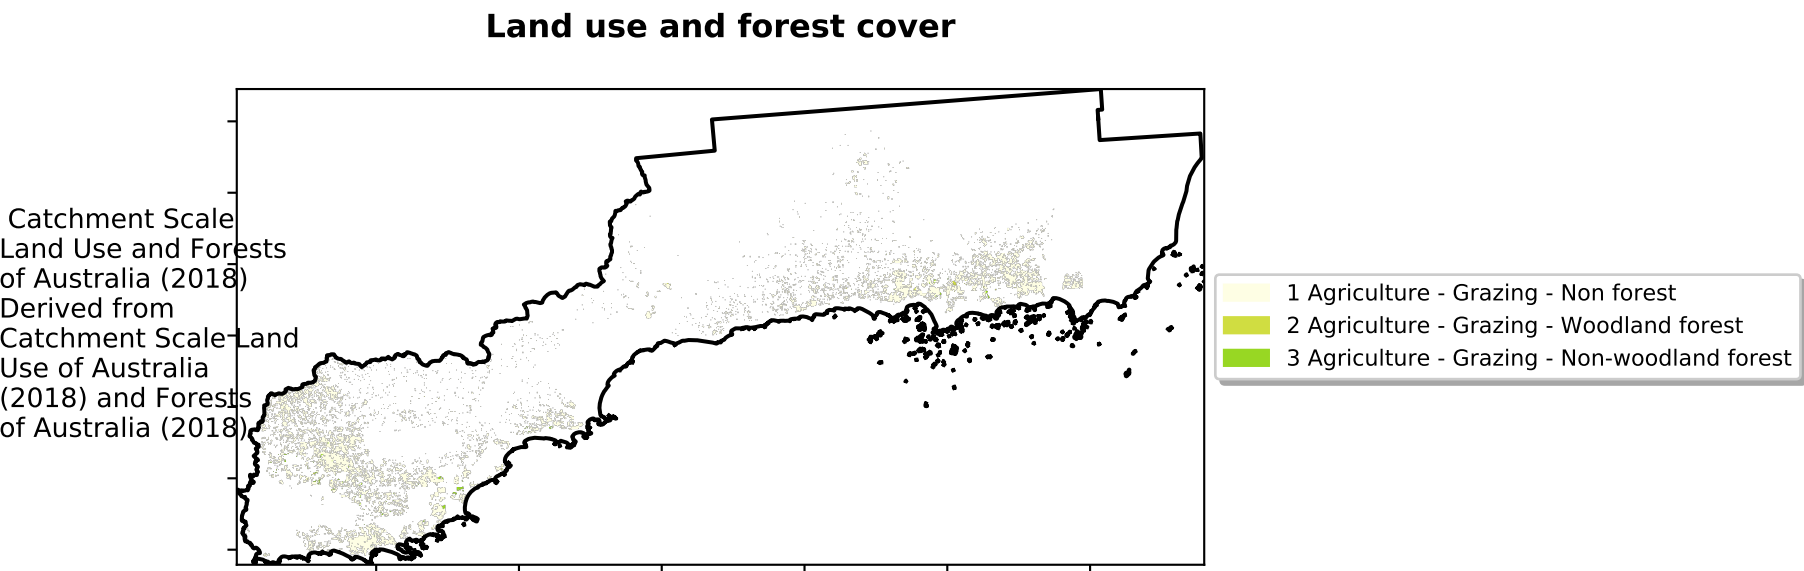 Land use and forest cover
Catchment Scale
Land Use and Forests
of Australia (2018)
Derived from
Catchment Scale Land
Use of Australia
(2018) and Forests
of Australia (2018)
1 Agriculture - Grazing - Non forest
2 Agriculture - Grazing - Woodland forest
3 Agriculture - Grazing - Non-woodland forest